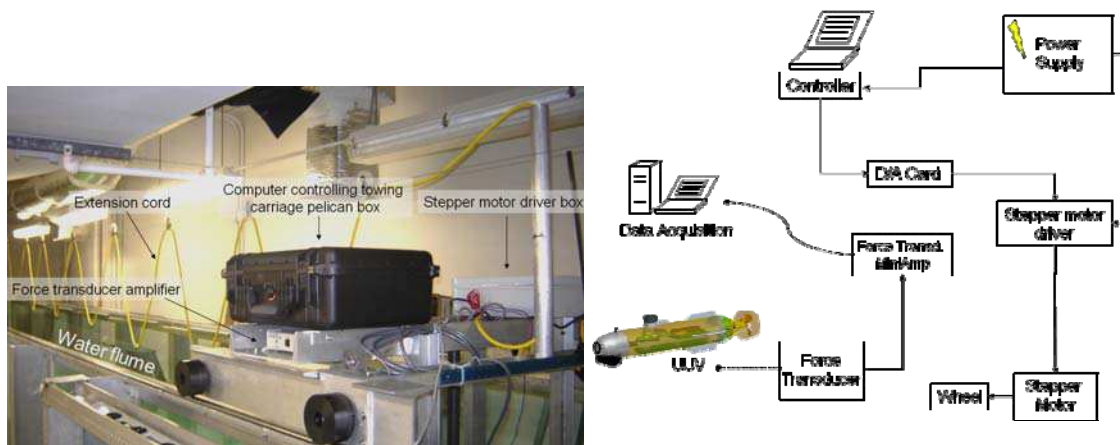 Extension cord
Computer controlling towing
carriage pelican box
Stepper motor driver box
Force transducer amplifier
Water flume
Power
Supply
Controller
D/A Card
Stepper motor
driver
Data Acquisition
Force Transd.
MiniAmp
UUV
Force
Transducer
Wheel
Stepper
Motor